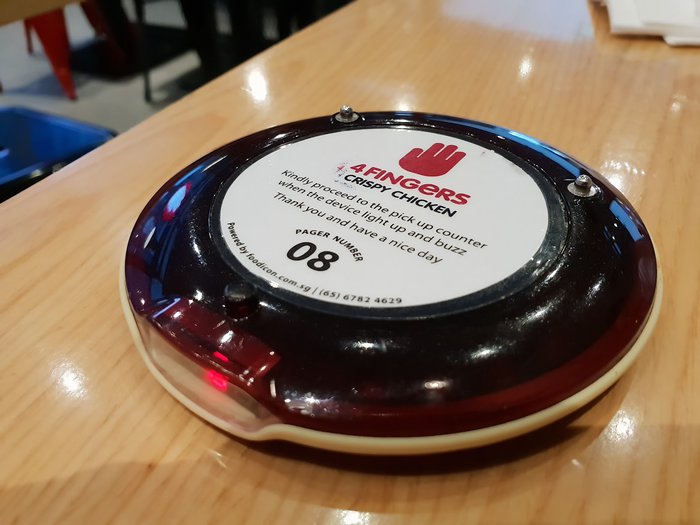 4FINGERS
CRISPY CHICKEN
Kindly proceed to the pick up counter
when the device light up and buzz
Thank you and have a nice day
PAGER NUMBER
08
Powered by foodicon.com.sg | (65) 6782 4629